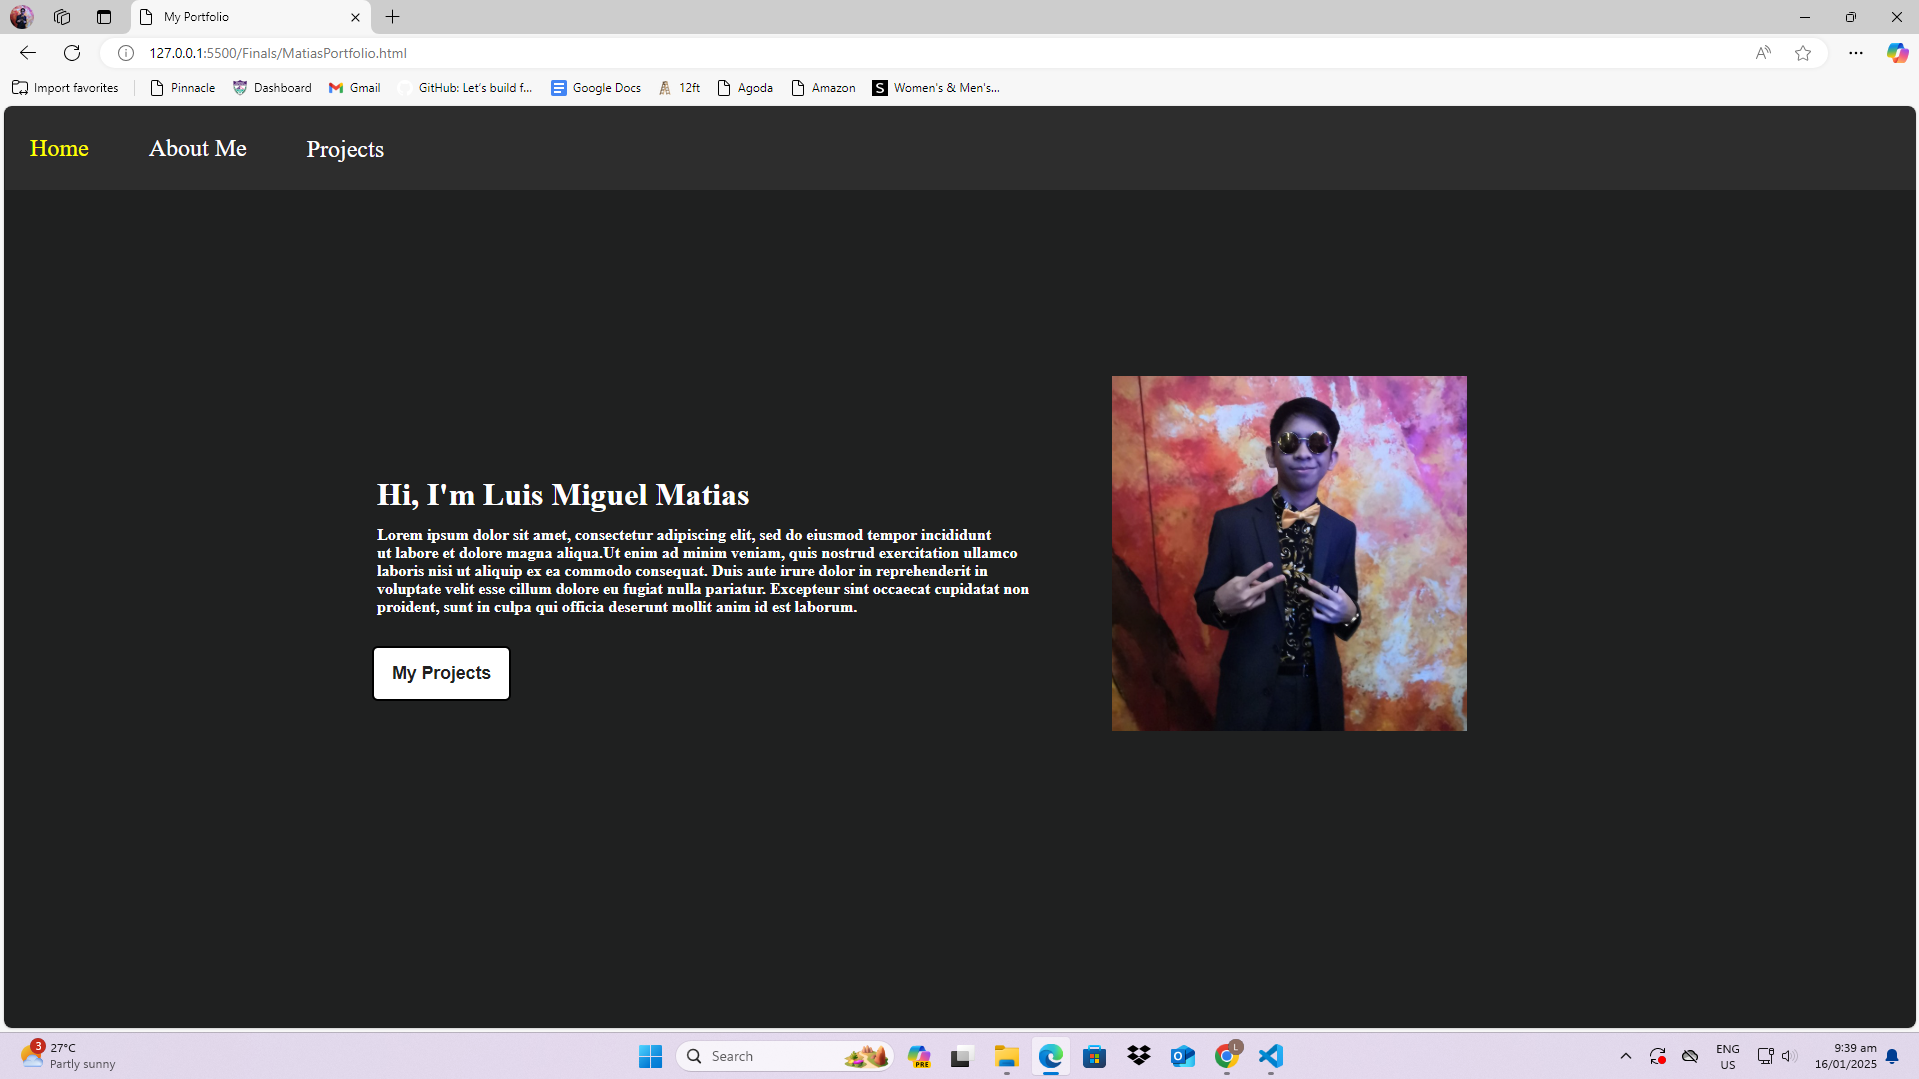 My Portfolio
127.0.0.1:5500/Finals/MatiasPortfolio.html
Import favorites
Pinnacle
Dashboard
Gmail
GitHub: Let's build f...
Google Docs
12ft
Agoda
Amazon
S
Women's & Men's...
Home
About Me
Projects
Hi, I'm Luis Miguel Matias
Lorem ipsum dolor sit amet, consectetur adipiscing elit, sed do eiusmod tempor incididunt
ut labore et dolore magna aliqua.Ut enim ad minim veniam, quis nostrud exercitation ullamco
laboris nisi ut aliquip ex ea commodo consequat. Duis aute irure dolor in reprehenderit in
voluptate velit esse cillum dolore eu fugiat nulla pariatur. Excepteur sint occaecat cupidatat non
proident, sunt in culpa qui officia deserunt mollit anim id est laborum.
My Projects
3
27°C
Partly sunny
Search
PRE
L
ENG
US
9:39 am
16/01/2025